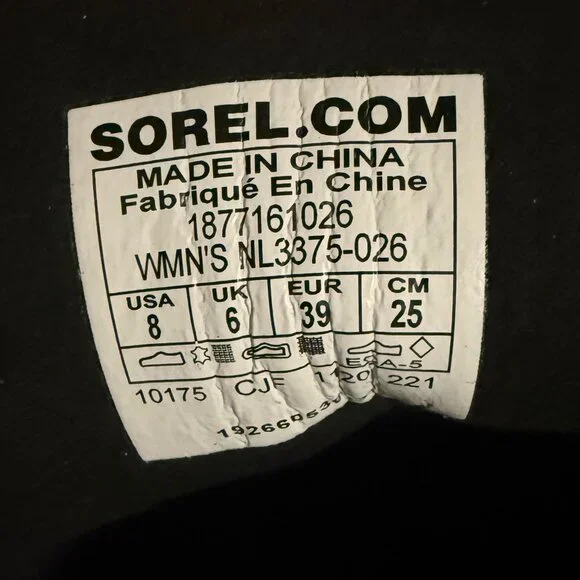 SOREL.COM
MADE IN CHINA
Fabriqué En Chine
1877161026
WMN'S NL3375-026
USA UK EUR CM
8 6 39 25
10175 CJF 221